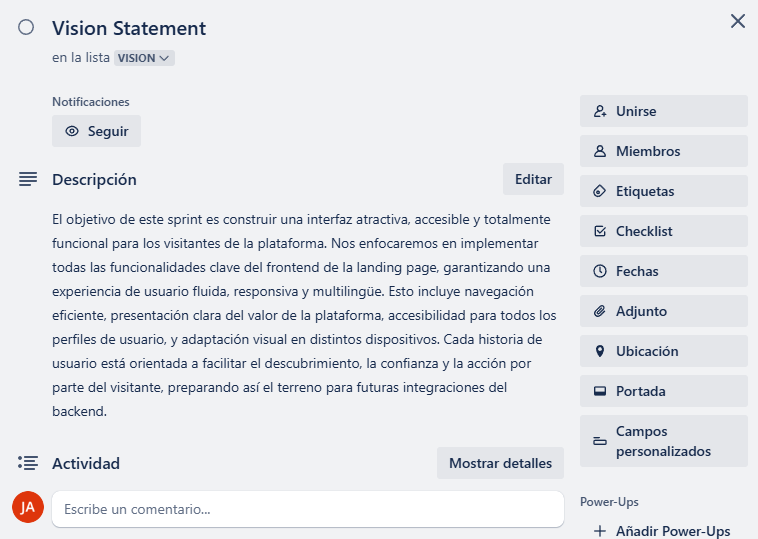 Vision Statement
en la lista VISION
Notificaciones
Seguir
Descripción
Editar
El objetivo de este sprint es construir una interfaz atractiva, accesible y totalmente
funcional para los visitantes de la plataforma. Nos enfocaremos en implementar
todas las funcionalidades clave del frontend de la landing page, garantizando una
experiencia de usuario fluida, responsiva y multilingüe. Esto incluye navegación
eficiente, presentación clara del valor de la plataforma, accesibilidad para todos los
perfiles de usuario, y adaptación visual en distintos dispositivos. Cada historia de
usuario está orientada a facilitar el descubrimiento, la confianza y la acción por
parte del visitante, preparando así el terreno para futuras integraciones del
backend.
Actividad
Mostrar detalles
JA
Escribe un comentario...
Unirse
Miembros
Etiquetas
Checklist
Fechas
Adjunto
Ubicación
Portada
Campos
personalizados
Power-Ups
Añadir Power-Ups